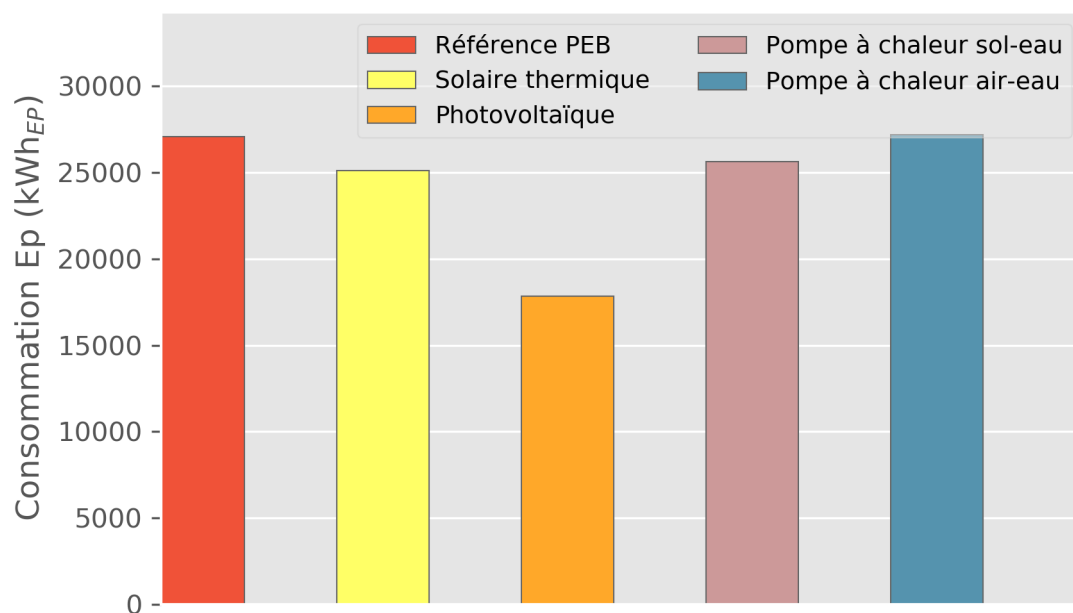 Référence PEB
Solaire thermique
Photovoltaïque
Pompe à chaleur sol-eau
Pompe à chaleur air-eau
Consommation Ep (kWh_EP)
30000
25000
20000
15000
10000
5000
0